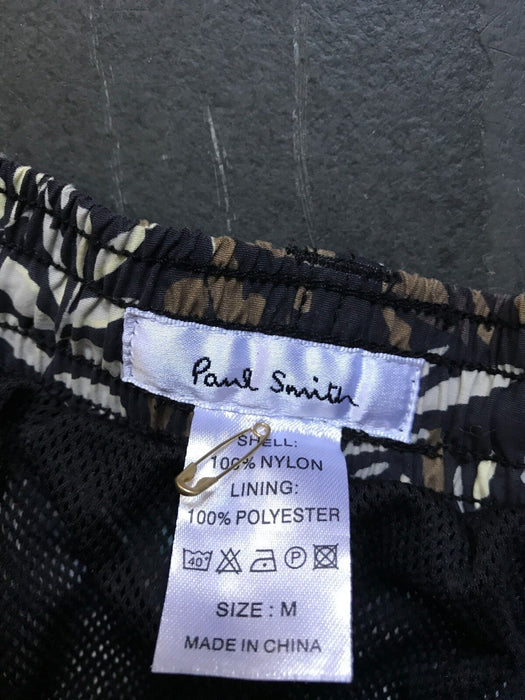 Paul Smith
SHELL:
100% NYLON
LINING:
100% POLYESTER
40°
P
SIZE : M
MADE IN CHINA